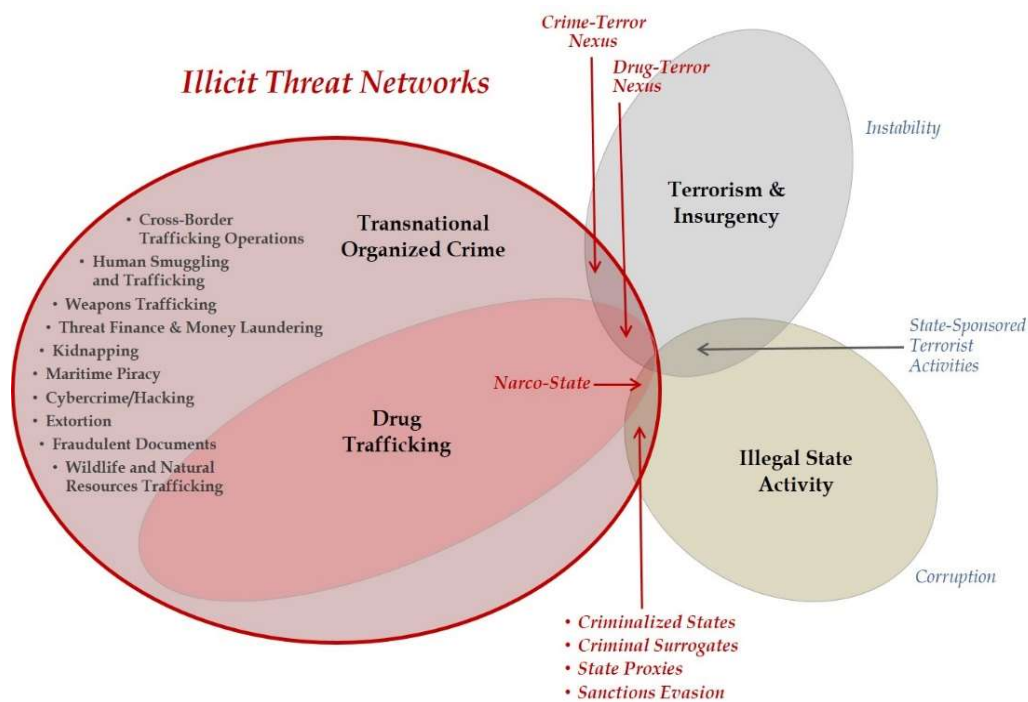 Crime-Terror
Nexus
Illicit Threat Networks
Drug-Terror
Nexus
Instability
Terrorism &
Insurgency
Transnational
Organized Crime
• Cross-Border
Trafficking Operations
• Human Smuggling
and Trafficking
• Weapons Trafficking
• Threat Finance & Money Laundering
• Kidnapping
• Maritime Piracy
• Cybercrime/Hacking
• Extortion
• Fraudulent Documents
• Wildlife and Natural
Resources Trafficking
State-Sponsored
Terrorist
Activities
Narco-State
Drug
Trafficking
Illegal State
Activity
Corruption
• Criminalized States
• Criminal Surrogates
• State Proxies
• Sanctions Evasion